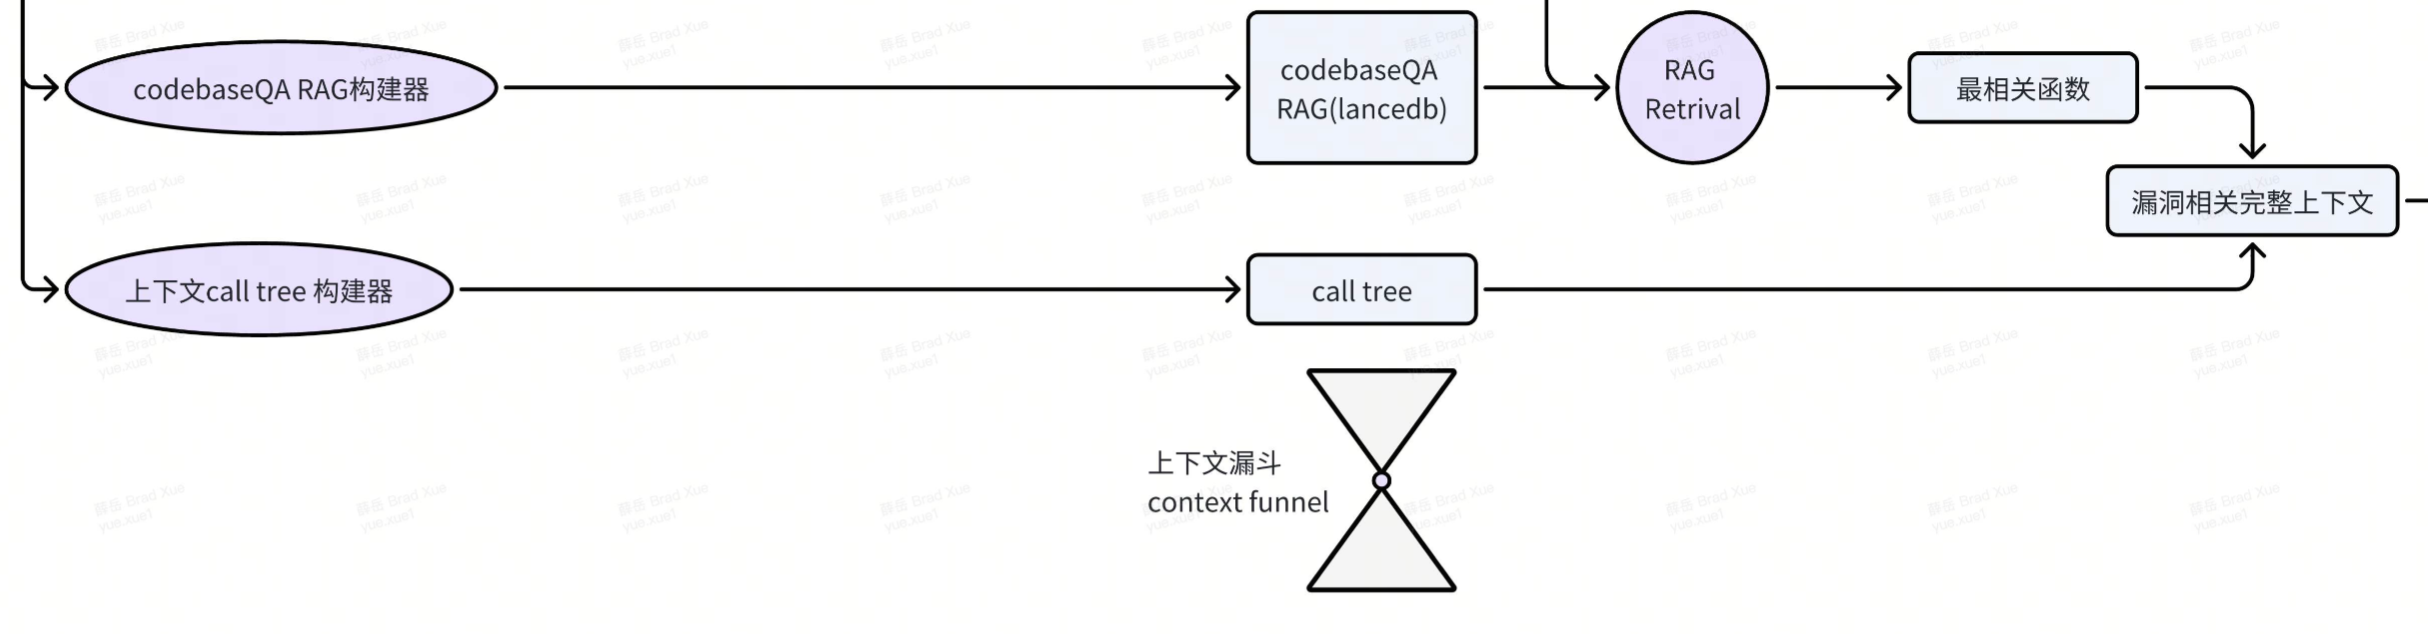 codebaseQA RAG构建器
codebaseQA
RAG(lancedb)
RAG
Retrival
最相关函数
漏洞相关完整上下文
上下文call tree 构建器
call tree
上下文漏斗
context funnel
薛岳 Brad Xue
yue.xue1